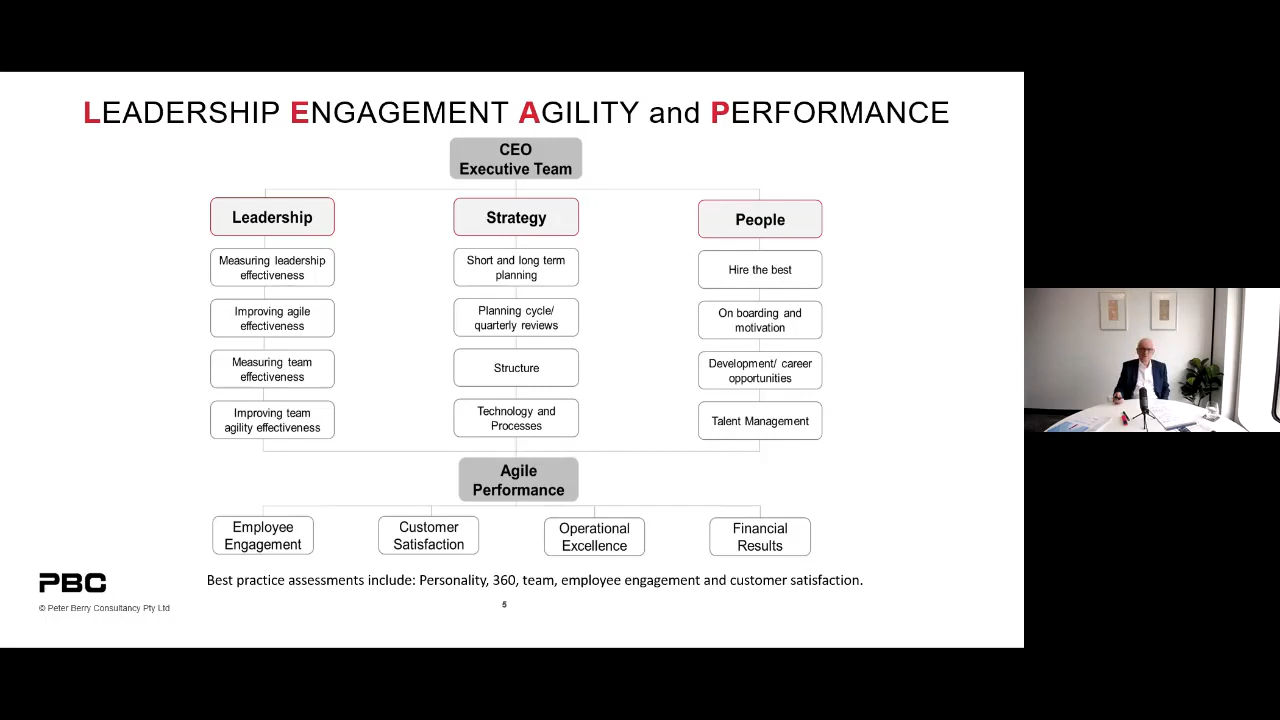 LEADERSHIP ENGAGEMENT AGILITY and PERFORMANCE
CEO
Executive Team
Leadership
Strategy
People
Measuring leadership
effectiveness
Improving agile
effectiveness
Measuring team
effectiveness
Improving team
agility effectiveness
Short and long term
planning
Planning cycle/
quarterly reviews
Structure
Technology and
Processes
Hire the best
On boarding and
motivation
Development/ career
opportunities
Talent Management
Agile
Performance
Employee
Engagement
Customer
Satisfaction
Operational
Excellence
Financial
Results
Best practice assessments include: Personality, 360, team, employee engagement and customer satisfaction.
PBC
© Peter Berry Consultancy Pty Ltd
5